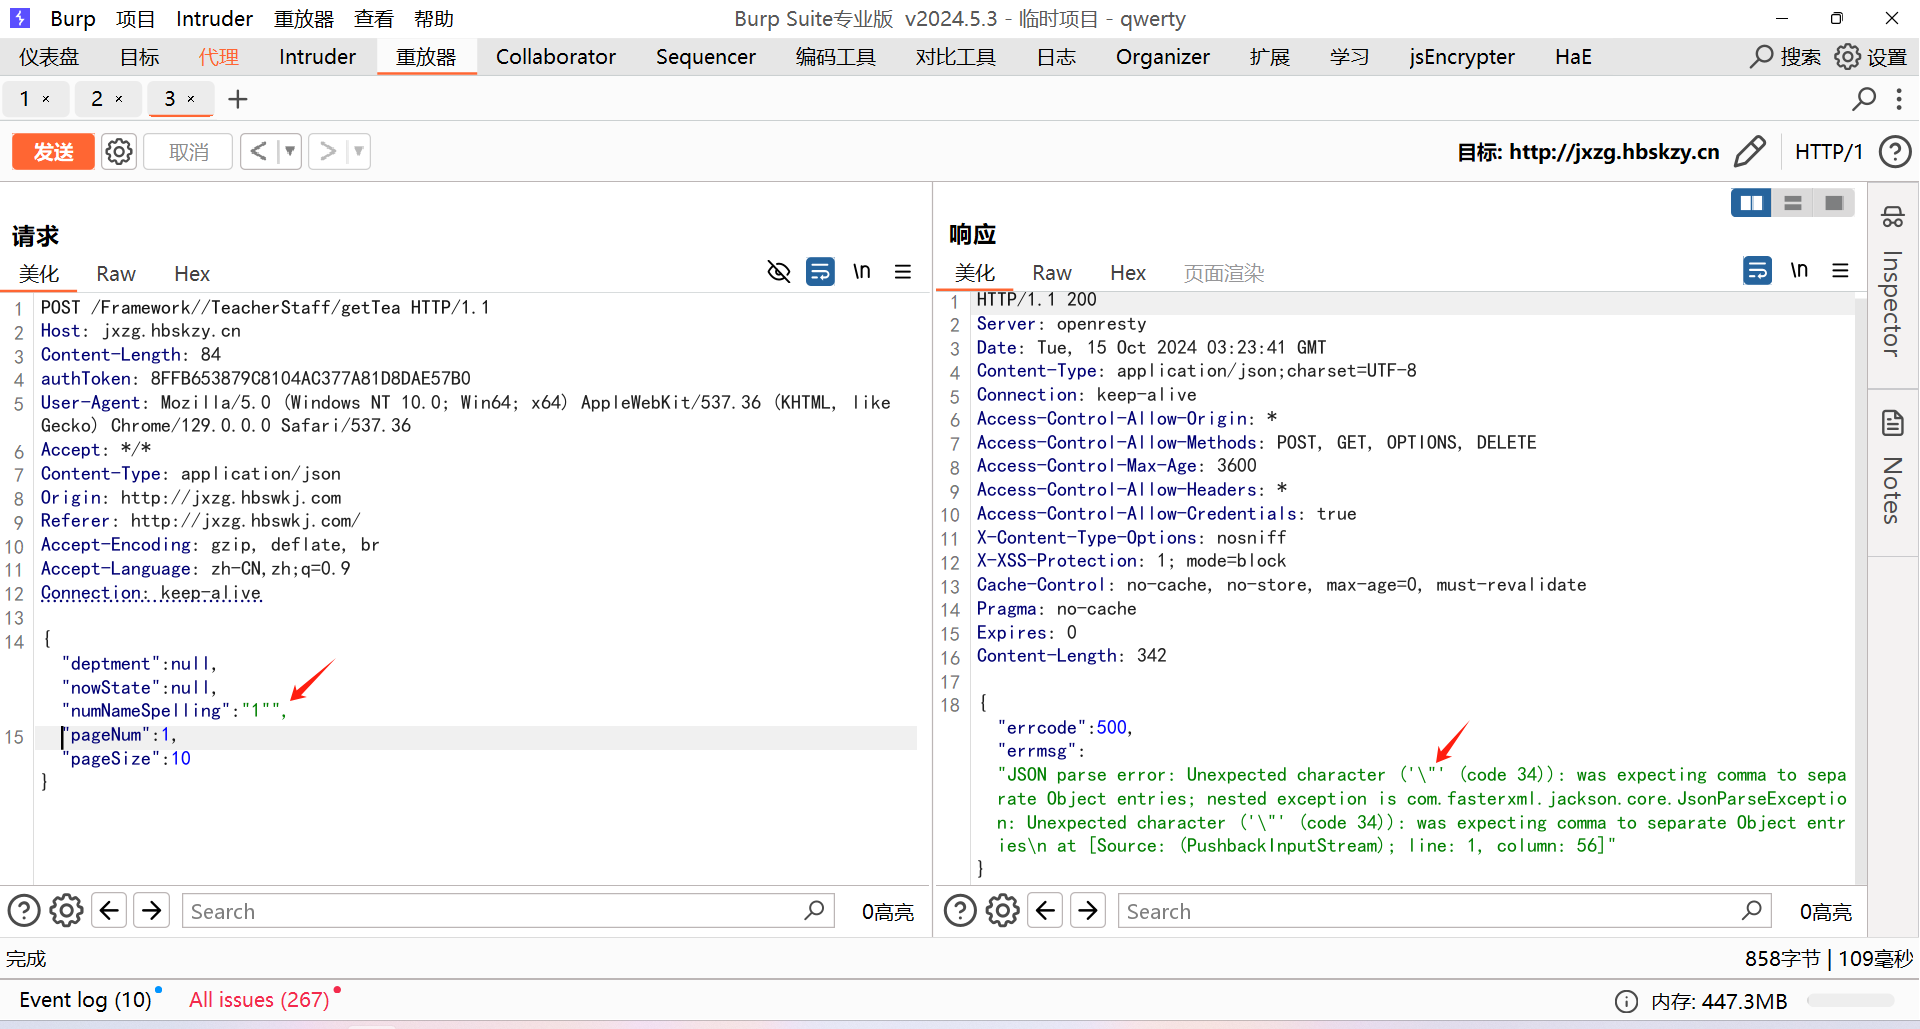 Burp 项目 Intruder 重放器 查看 帮助 Burp Suite专业版 v2024.5.3 - 临时项目 - qwerty
仪表盘 目标 代理 Intruder 重放器 Collaborator Sequencer 编码工具 对比工具 日志 Organizer 扩展 学习 jsEncrypter HaE 搜索 设置
1 × 2 × 3 × +
发送 取消 < > 目标: http://jxzg.hbskzy.cn HTTP/1
请求
美化 Raw Hex \n
1 POST /Framework//TeacherStaff/getTea HTTP/1.1
2 Host: jxzg.hbskzy.cn
3 Content-Length: 84
4 authToken: 8FFB653879C8104AC377A81D8DAE57B0
5 User-Agent: Mozilla/5.0 (Windows NT 10.0; Win64; x64) AppleWebKit/537.36 (KHTML, like
Gecko) Chrome/129.0.0.0 Safari/537.36
6 Accept: */*
7 Content-Type: application/json
8 Origin: http://jxzg.hbswkj.com
9 Referer: http://jxzg.hbswkj.com/
10 Accept-Encoding: gzip, deflate, br
11 Accept-Language: zh-CN,zh;q=0.9
12 Connection: keep-alive
13
14 {
"deptment":null,
"nowState":null,
"numNameSpelling":"1"",
15 "pageNum":1,
"pageSize":10
}
Search 0高亮
响应
美化 Raw Hex 页面渲染 \n
1 HTTP/1.1 200
2 Server: openresty
3 Date: Tue, 15 Oct 2024 03:23:41 GMT
4 Content-Type: application/json;charset=UTF-8
5 Connection: keep-alive
6 Access-Control-Allow-Origin: *
7 Access-Control-Allow-Methods: POST, GET, OPTIONS, DELETE
8 Access-Control-Max-Age: 3600
9 Access-Control-Allow-Headers: *
10 Access-Control-Allow-Credentials: true
11 X-Content-Type-Options: nosniff
12 X-XSS-Protection: 1; mode=block
13 Cache-Control: no-cache, no-store, max-age=0, must-revalidate
14 Pragma: no-cache
15 Expires: 0
16 Content-Length: 342
17
18 {
"errcode":500,
"errmsg":
"JSON parse error: Unexpected character ('\"' (code 34)): was expecting comma to sepa
rate Object entries; nested exception is com.fasterxml.jackson.core.JsonParseExceptio
n: Unexpected character ('\"' (code 34)): was expecting comma to separate Object entr
ies\n at [Source: (PushbackInputStream); line: 1, column: 56]"
}
Search 0高亮
Inspector
Notes
完成 858字节 | 109毫秒
Event log (10) All issues (267) 内存: 447.3MB